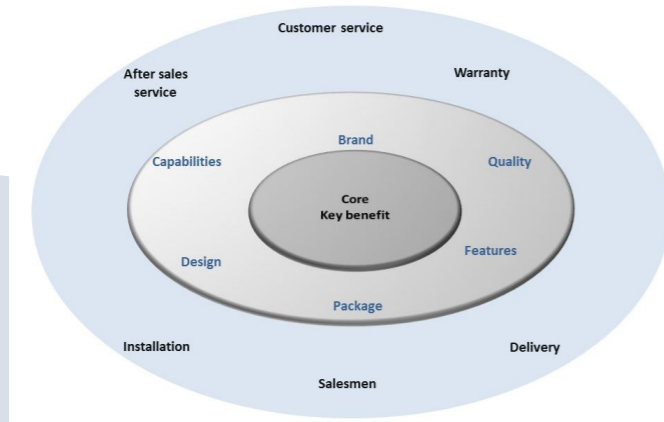 Customer service
After sales
service
Warranty
Brand
Capabilities
Quality
Core
Key benefit
Design
Features
Package
Installation
Delivery
Salesmen